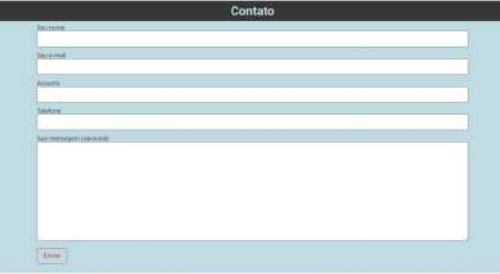 Contato
Seu nome
Seu e-mail
Assunto
Telefone
Sua mensagem (opcional)
Enviar